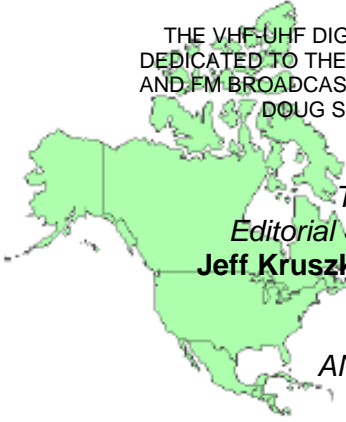 THE VHF-UHF DIG
DEDICATED TO THE
AND FM BROADCAS
DOUG S
T
Editorial
Jeff Kruszk
AN